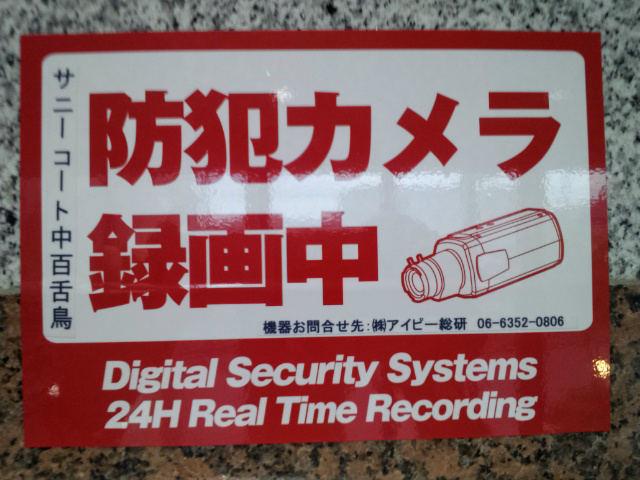 サニーコート中百舌鳥
防犯カメラ
録画中
機器お問合せ先:㈱アイピー総研 06-6352-0806
Digital Security Systems
24H Real Time Recording